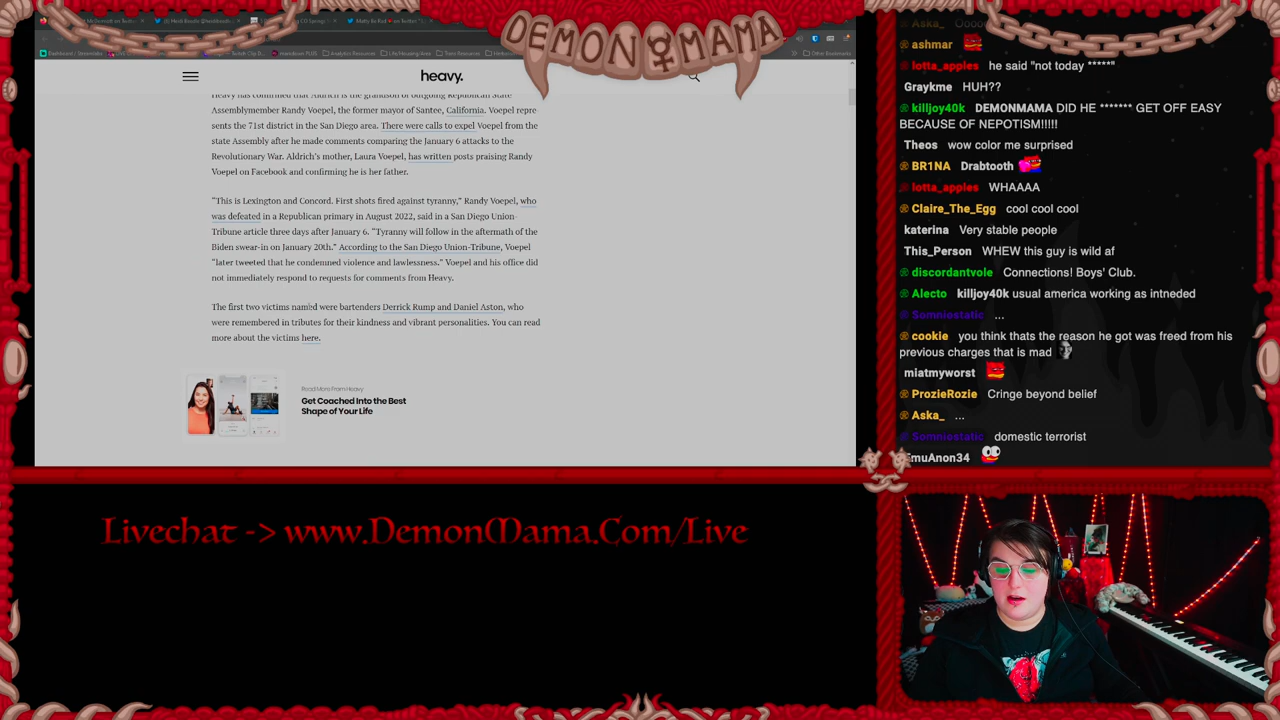 DEMON MAMA
heavy.
Heavy has confirmed that Aldrich is the grandson of outgoing Republican State
Assemblymember Randy Voepel, the former mayor of Santee, California. Voepel repre-
sents the 71st district in the San Diego area. There were calls to expel Voepel from the
state Assembly after he made comments comparing the January 6 attacks to the
Revolutionary War. Aldrich's mother, Laura Voepel, has written posts praising Randy
Voepel on Facebook and confirming he is her father.
“This is Lexington and Concord. First shots fired against tyranny,” Randy Voepel, who
was defeated in a Republican primary in August 2022, said in a San Diego Union-
Tribune article three days after January 6. “Tyranny will follow in the aftermath of the
Biden swear-in on January 20th.” According to the San Diego Union-Tribune, Voepel
“later tweeted that he condemned violence and lawlessness.” Voepel and his office did
not immediately respond to requests for comments from Heavy.
The first two victims named were bartenders Derrick Rump and Daniel Aston, who
were remembered in tributes for their kindness and vibrant personalities. You can read
more about the victims here.
Read More From Heavy
Get Coached Into the Best
Shape of Your Life
Aska_
ashmar
lotta_apples he said "not today *****"
Graykme HUH??
killjoy40k DEMONMAMA DID HE ******* GET OFF EASY
BECAUSE OF NEPOTISM!!!!!
Theos wow color me surprised
BR1NA Drabtooth
lotta_apples WHAAAA
Claire_The_Egg cool cool cool
katerina Very stable people
This_Person WHEW this guy is wild af
discordantvole Connections! Boys' Club.
Alecto killjoy40k usual america working as intneded
Somniostatic ...
cookie you think thats the reason he got was freed from his
previous charges that is mad
miatmyworst
ProzieRozie Cringe beyond belief
Aska_ ...
Somniostatic domestic terrorist
EmuAnon34
Livechat -> www.DemonMama.Com/Live